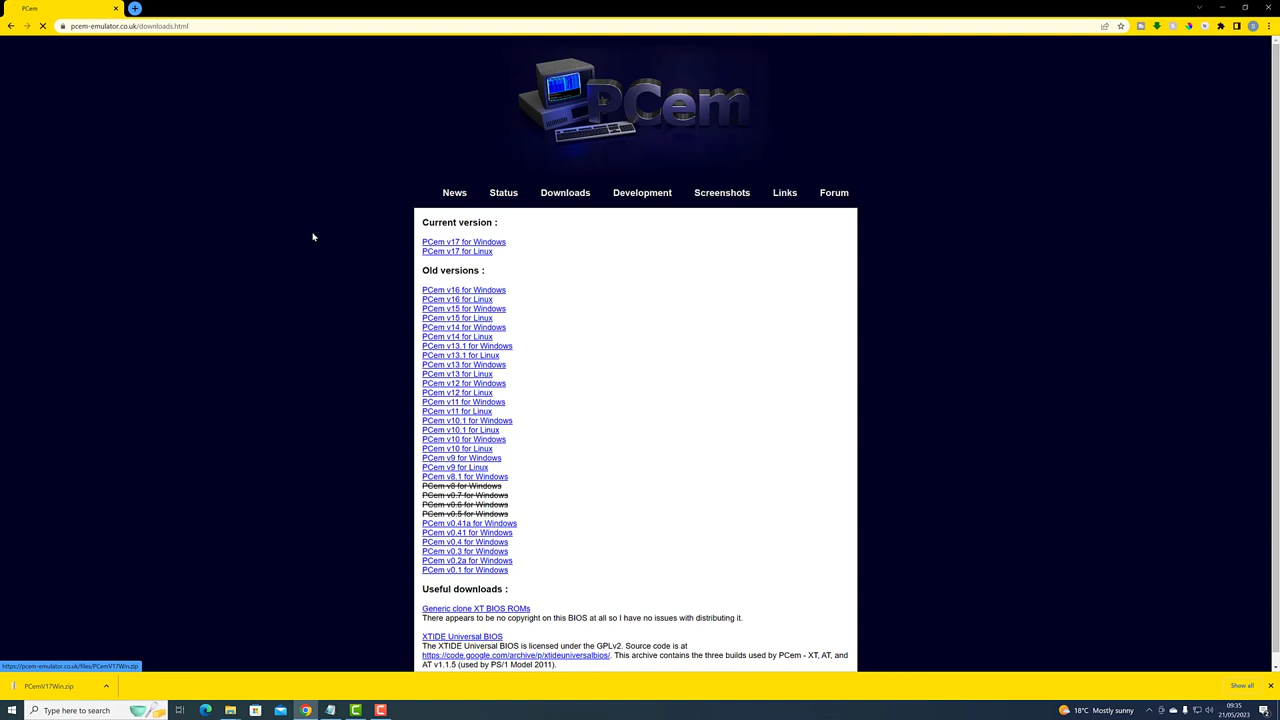 PCem
pcem-emulator.co.uk/downloads.html
PCem
News Status Downloads Development Screenshots Links Forum
Current version :
PCem v17 for Windows
PCem v17 for Linux
Old versions :
PCem v16 for Windows
PCem v16 for Linux
PCem v15 for Windows
PCem v15 for Linux
PCem v14 for Windows
PCem v14 for Linux
PCem v13.1 for Windows
PCem v13.1 for Linux
PCem v13 for Windows
PCem v13 for Linux
PCem v12 for Windows
PCem v12 for Linux
PCem v11 for Windows
PCem v11 for Linux
PCem v10.1 for Windows
PCem v10.1 for Linux
PCem v10 for Windows
PCem v10 for Linux
PCem v9 for Windows
PCem v9 for Linux
PCem v8.1 for Windows
PCem v8 for Windows
PCem v0.7 for Windows
PCem v0.6 for Windows
PCem v0.5 for Windows
PCem v0.41a for Windows
PCem v0.41 for Windows
PCem v0.4 for Windows
PCem v0.3 for Windows
PCem v0.2a for Windows
PCem v0.1 for Windows
Useful downloads :
Generic clone XT BIOS ROMs
There appears to be no copyright on this BIOS at all so I have no issues with distributing it.
XTIDE Universal BIOS
The XTIDE Universal BIOS is licensed under the GPLv2. Source code is at
https://code.google.com/archive/p/xtideuniversalbios/. This archive contains the three builds used by PCem - XT, AT, and
AT v1.1.5 (used by PS/1 Model 2011).
https://pcem-emulator.co.uk/files/PCemV17Win.zip
PCemV17Win.zip
Show all
Type here to search
18°C Mostly sunny
09:35
21/05/2023